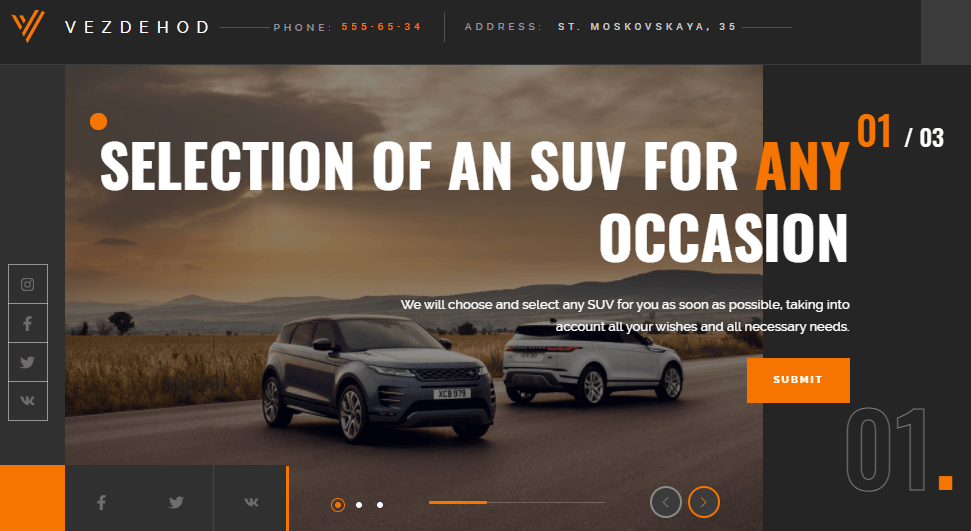 VEZDEHOD
PHONE: 555-65-34
ADDRESS: ST. MOSKOVSKAYA, 35
01 / 03
SELECTION OF AN SUV FOR ANY
OCCASION
We will choose and select any SUV for you as soon as possible, taking into
account all your wishes and all necessary needs.
XCB 979
SUBMIT
01.